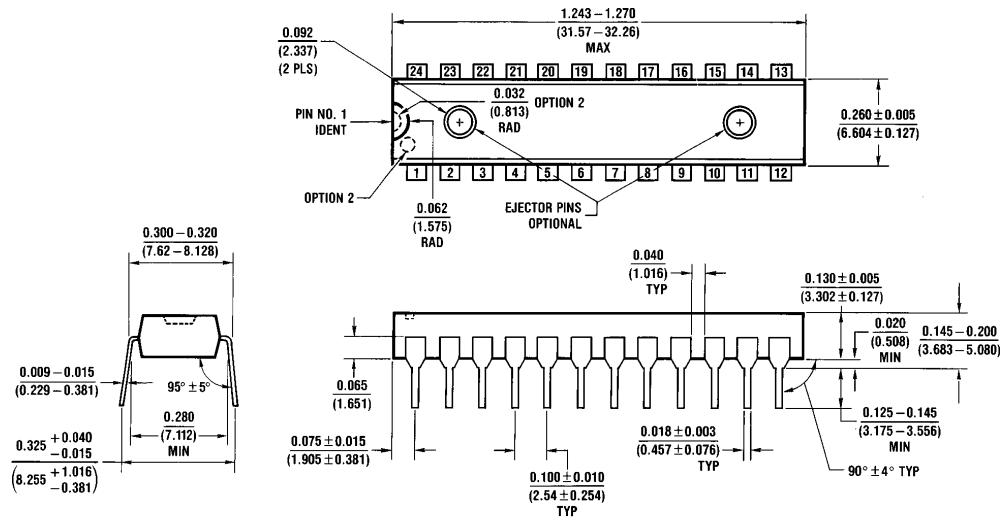 1.243 – 1.270
(31.57 – 32.26)
MAX
0.092
(2.337)
(2 PLS)
24 23 22 21 20 19 18 17 16 15 14 13
0.032
(0.813)
RAD
OPTION 2
PIN NO. 1
IDENT
0.260 ± 0.005
(6.604 ± 0.127)
1 2 3 4 5 6 7 8 9 10 11 12
OPTION 2
0.062
(1.575)
RAD
EJECTOR PINS
OPTIONAL
0.300 – 0.320
(7.62 – 8.128)
0.040
(1.016)
TYP
0.130 ± 0.005
(3.302 ± 0.127)
0.020
(0.508)
MIN
0.145 – 0.200
(3.683 – 5.080)
0.009 – 0.015
(0.229 – 0.381)
95° ± 5°
0.280
(7.112)
MIN
0.065
(1.651)
0.325 +0.040 −0.015
(8.255 +1.016 −0.381)
0.075 ± 0.015
(1.905 ± 0.381)
0.100 ± 0.010
(2.54 ± 0.254)
TYP
0.018 ± 0.003
(0.457 ± 0.076)
TYP
0.125 – 0.145
(3.175 – 3.556)
MIN
90° ± 4° TYP